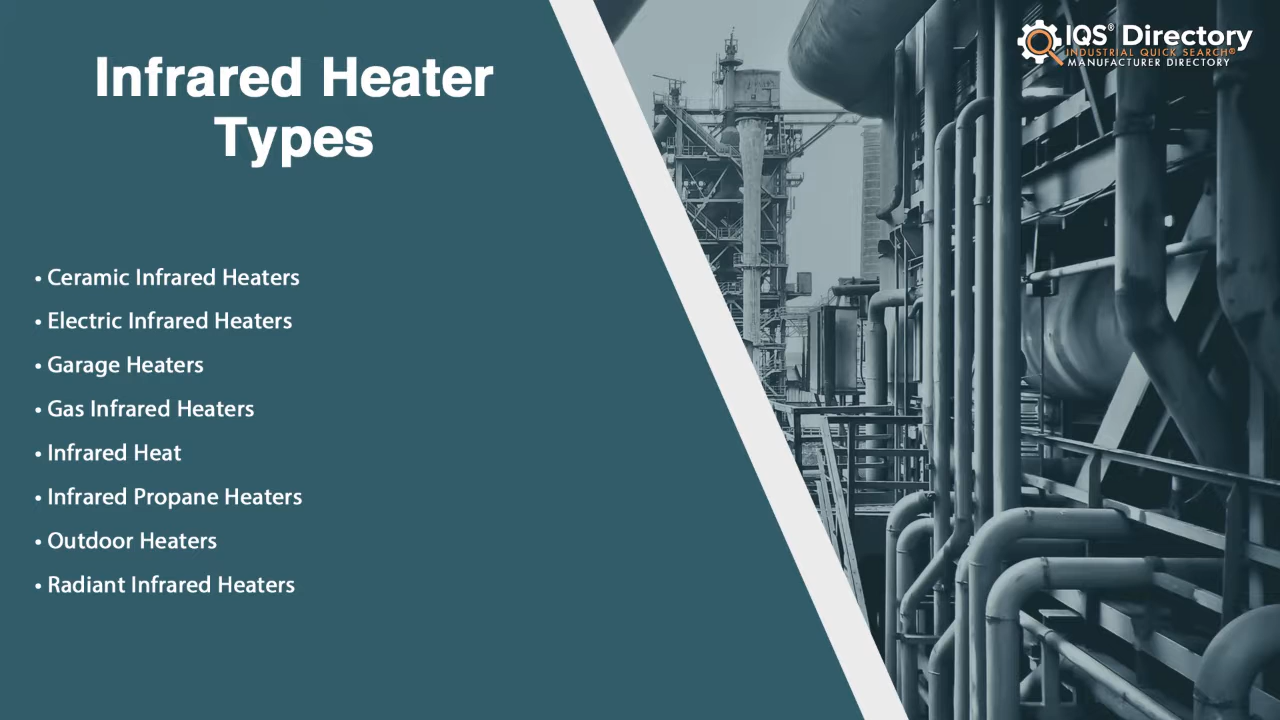 Infrared Heater
Types
• Ceramic Infrared Heaters
• Electric Infrared Heaters
• Garage Heaters
• Gas Infrared Heaters
• Infrared Heat
• Infrared Propane Heaters
• Outdoor Heaters
• Radiant Infrared Heaters
IQS® Directory
INDUSTRIAL QUICK SEARCH®
MANUFACTURER DIRECTORY